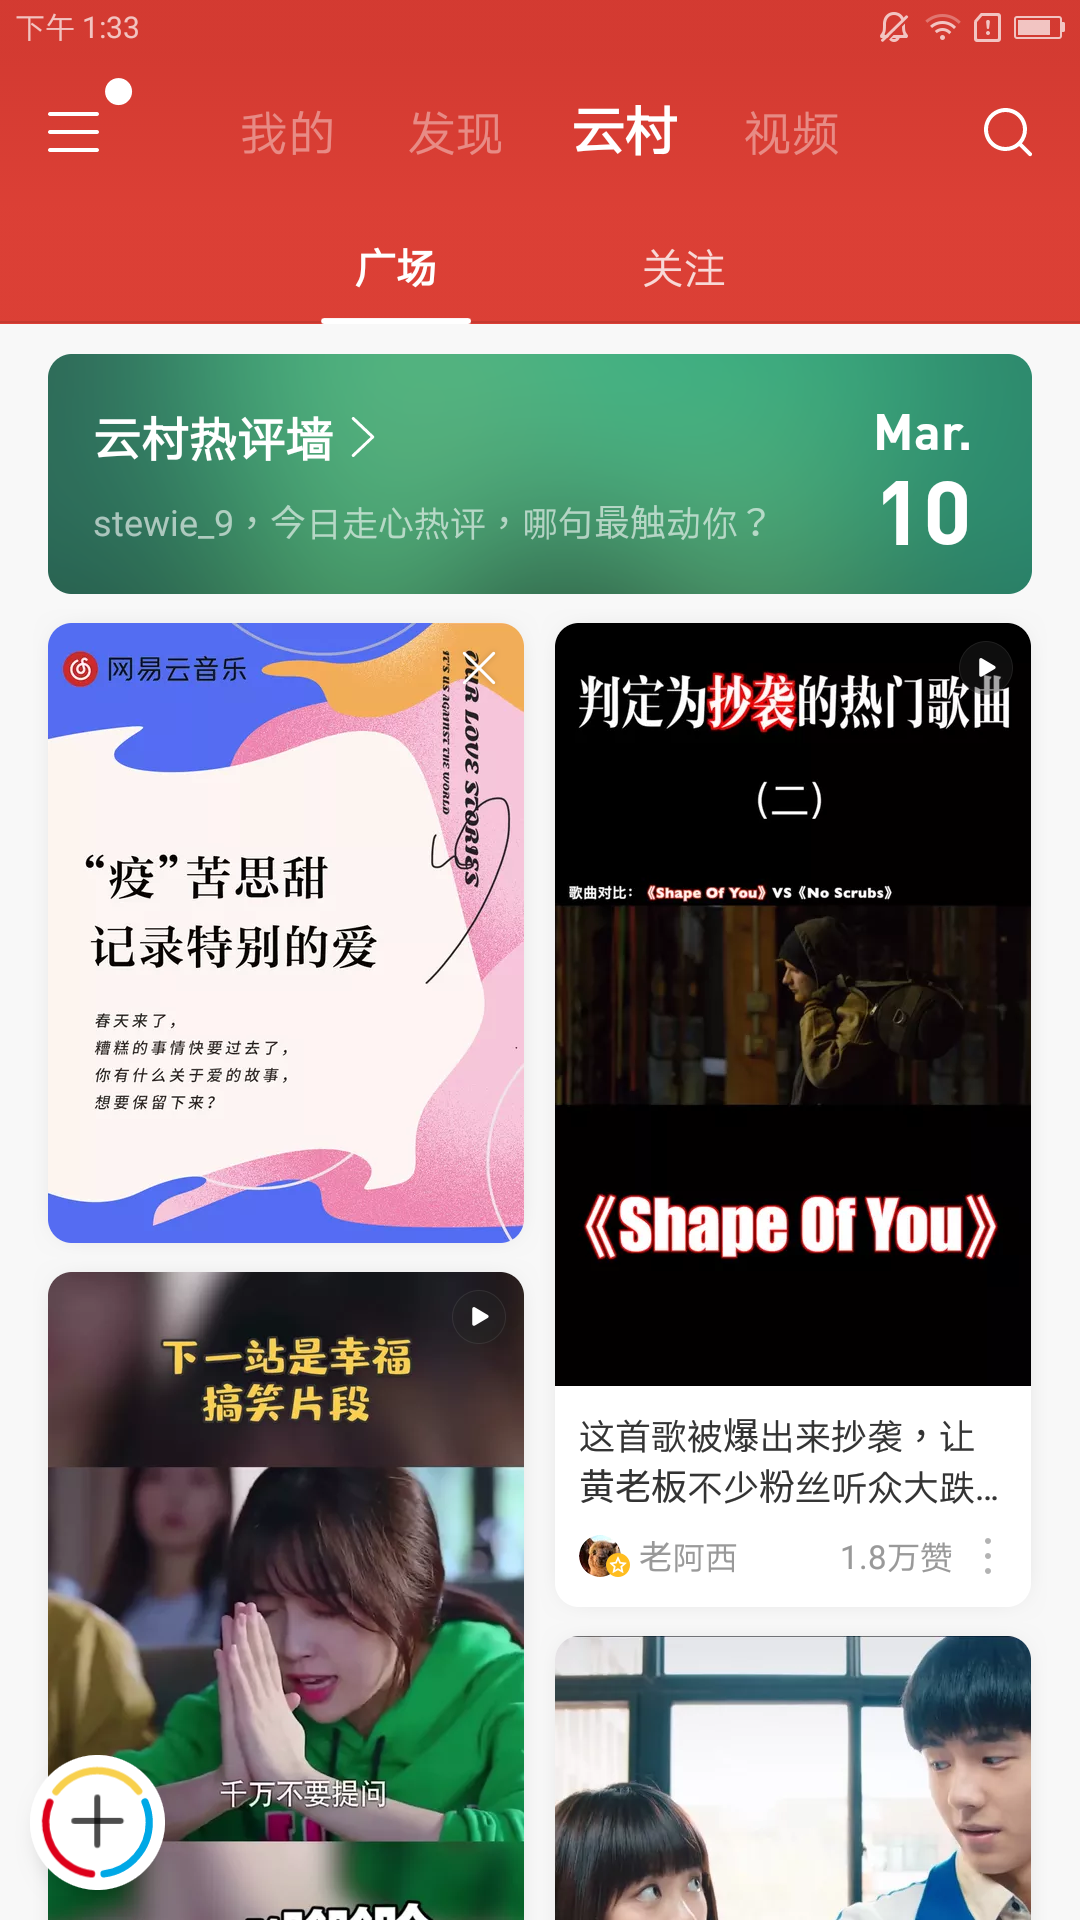 下午 1:33
我的 发现 云村 视频
广场 关注
云村热评墙
Mar.
10
stewie_9，今日走心热评，哪句最触动你？
网易云音乐
OUR LOVE STORIES
IT'S US AGAINST THE WORLD
“疫”苦思甜
记录特别的爱
春天来了，
糟糕的事情快要过去了，
你有什么关于爱的故事，
想要保留下来？
判定为抄袭的热门歌曲
(二)
歌曲对比：《Shape Of You》VS《No Scrubs》
《Shape Of You》
这首歌被爆出来抄袭，让
黄老板不少粉丝听众大跌...
老阿西 1.8万赞
下一站是幸福
搞笑片段
千万不要提问